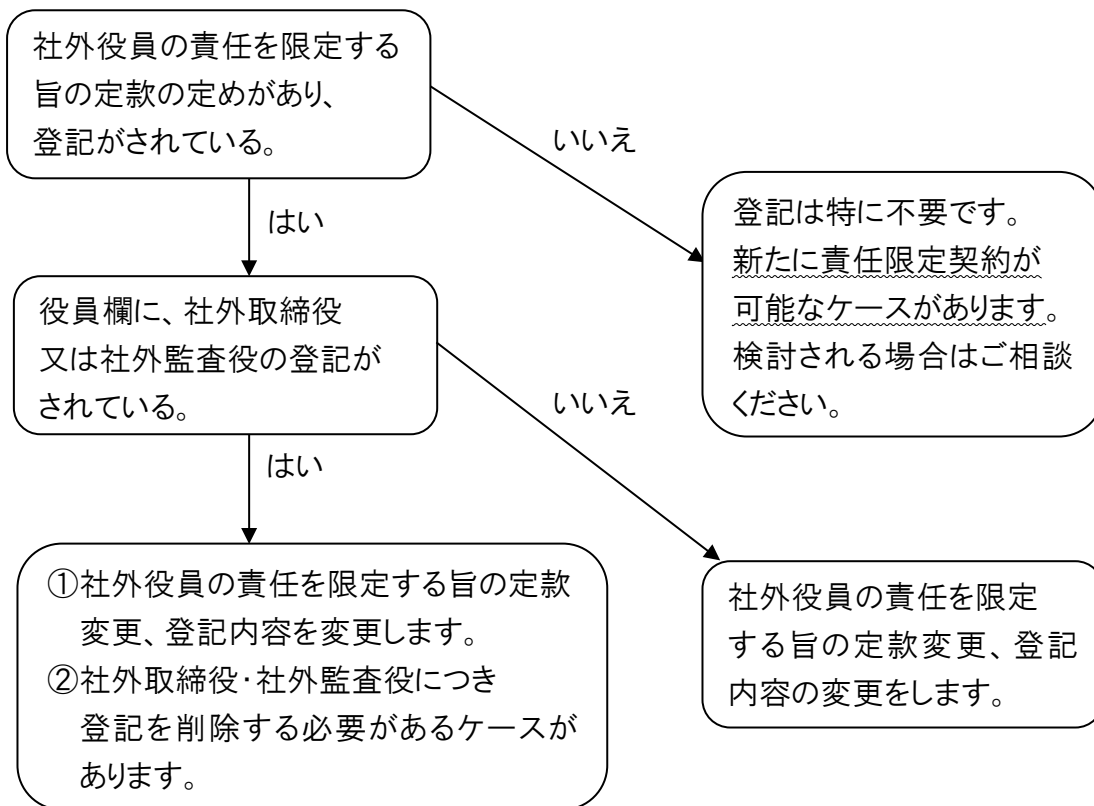 社外役員の責任を限定する
旨の定款の定めがあり、
登記がされている。
いいえ
はい
登記は特に不要です。
新たに責任限定契約が
可能なケースがあります。
検討される場合はご相談
ください。
役員欄に、社外取締役
又は社外監査役の登記が
されている。
いいえ
はい
①社外役員の責任を限定する旨の定款
変更、登記内容を変更します。
②社外取締役・社外監査役につき
登記を削除する必要があるケースが
あります。
社外役員の責任を限定
する旨の定款変更、登記
内容の変更をします。